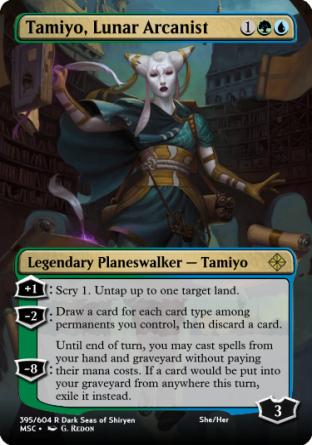 Tamiyo, Lunar Arcanist 1
Legendary Planeswalker — Tamiyo
+1: Scry 1. Untap up to one target land.
-2: Draw a card for each card type among
permanents you control, then discard a card.
Until end of turn, you may cast spells from
your hand and graveyard without paying
-8: their mana costs. If a card would be put into
your graveyard from anywhere this turn,
exile it instead.
3
395/604 R Dark Seas of Shiryen She/Her
MSC • G. REDON